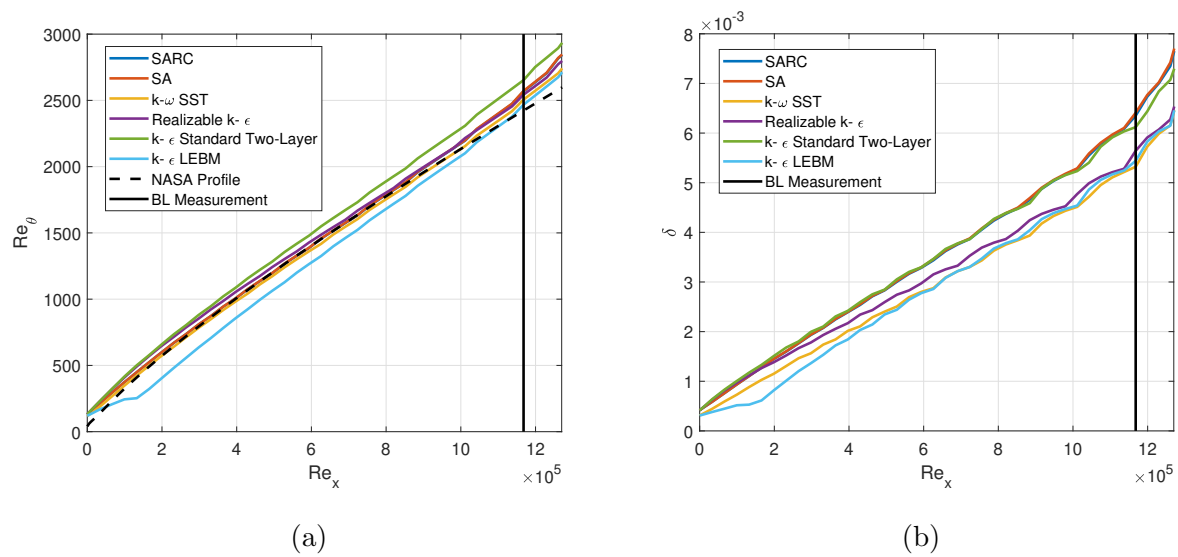 3000
2500
2000
1500
1000
500
0
Re_θ
SARC
SA
k-ω SST
Realizable k- ϵ
k- ϵ Standard Two-Layer
k- ϵ LEBM
NASA Profile
BL Measurement
0 2 4 6 8 10 12
×10^5
Re_x
(a)
×10^-3
8
7
6
5
4
3
2
1
0
δ
SARC
SA
k-ω SST
Realizable k- ϵ
k- ϵ Standard Two-Layer
k- ϵ LEBM
BL Measurement
0 2 4 6 8 10 12
×10^5
Re_x
(b)